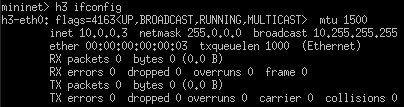 mininet> h3 ifconfig
h3-eth0: flags=4163<UP,BROADCAST,RUNNING,MULTICAST>  mtu 1500
        inet 10.0.0.3  netmask 255.0.0.0  broadcast 10.255.255.255
        ether 00:00:00:00:00:03  txqueuelen 1000  (Ethernet)
        RX packets 0  bytes 0 (0.0 B)
        RX errors 0  dropped 0  overruns 0  frame 0
        TX packets 0  bytes 0 (0.0 B)
        TX errors 0  dropped 0 overruns 0  carrier 0  collisions 0